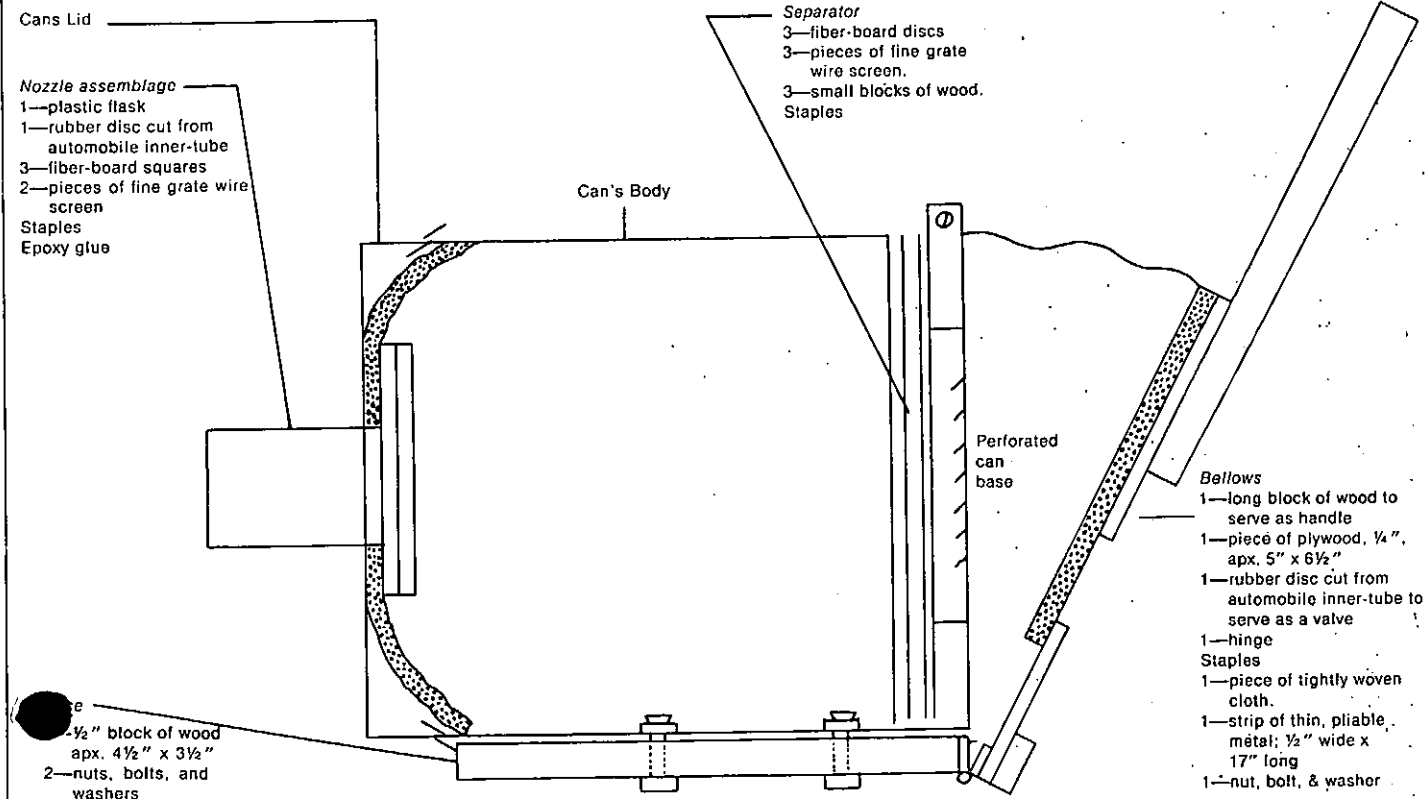 Cans Lid
Nozzle assemblage
1—plastic flask
1—rubber disc cut from
automobile inner-tube
3—fiber-board squares
2—pieces of fine grate wire
screen
Staples
Epoxy glue
Can's Body
Separator
3—fiber-board discs
3—pieces of fine grate
wire screen.
3—small blocks of wood.
Staples
Perforated
can
base
Bellows
1—long block of wood to
serve as handle
1—piece of plywood, ¼",
apx. 5" x 6½"
1—rubber disc cut from
automobile inner-tube to
serve as a valve
1—hinge
Staples
1—piece of tightly woven
cloth.
1—strip of thin, pliable
metal; ½" wide x
17" long
1—nut, bolt, & washer
-½" block of wood
apx. 4½" x 3½"
2—nuts, bolts, and
washers